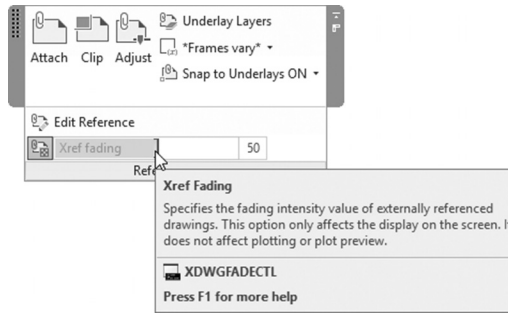 Underlay Layers
*Frames vary*
Attach Clip Adjust
Snap to Underlays ON
Edit Reference
Xref fading 50
Refe
Xref Fading
Specifies the fading intensity value of externally referenced
drawings. This option only affects the display on the screen. I
does not affect plotting or plot preview.
XDWGFADECTL
Press F1 for more help